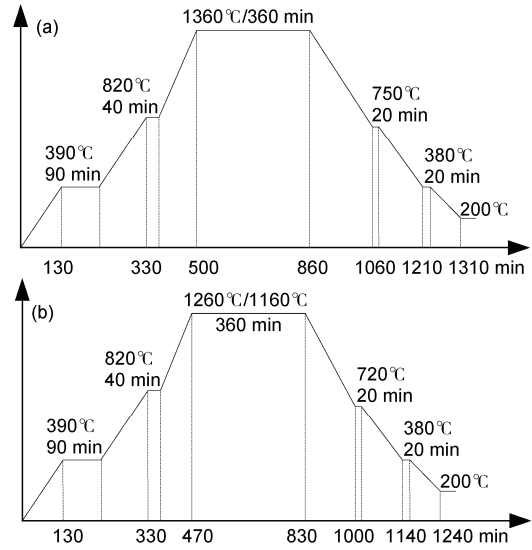 (a)
1360℃/360 min
820℃
40 min
750℃
20 min
390℃
90 min
380℃
20 min
200℃
130 330 500 860 1060 1210 1310 min
(b)
1260℃/1160℃
360 min
820℃
40 min
720℃
20 min
390℃
90 min
380℃
20 min
200℃
130 330 470 830 1000 1140 1240 min